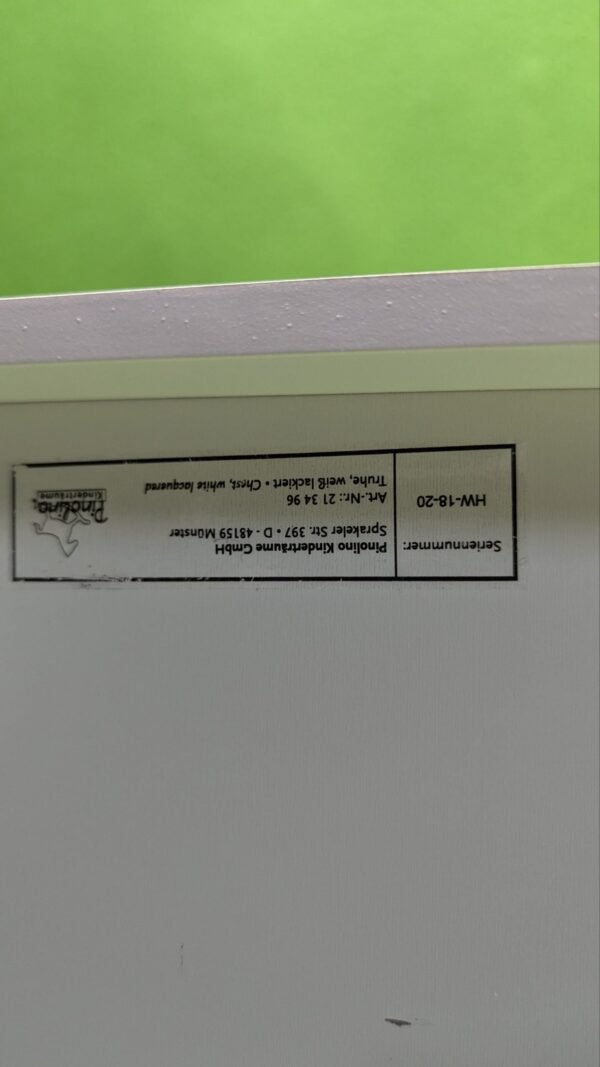 Seriennummer:
HW-18-20
Pinolino Kinderträume GmbH
Sprakeler Str. 397 • D - 48159 Münster
Art.-Nr.: 21 34 96
Truhe, weiß lackiert • Chest, white lacquered
Pinolino
Kinderträume